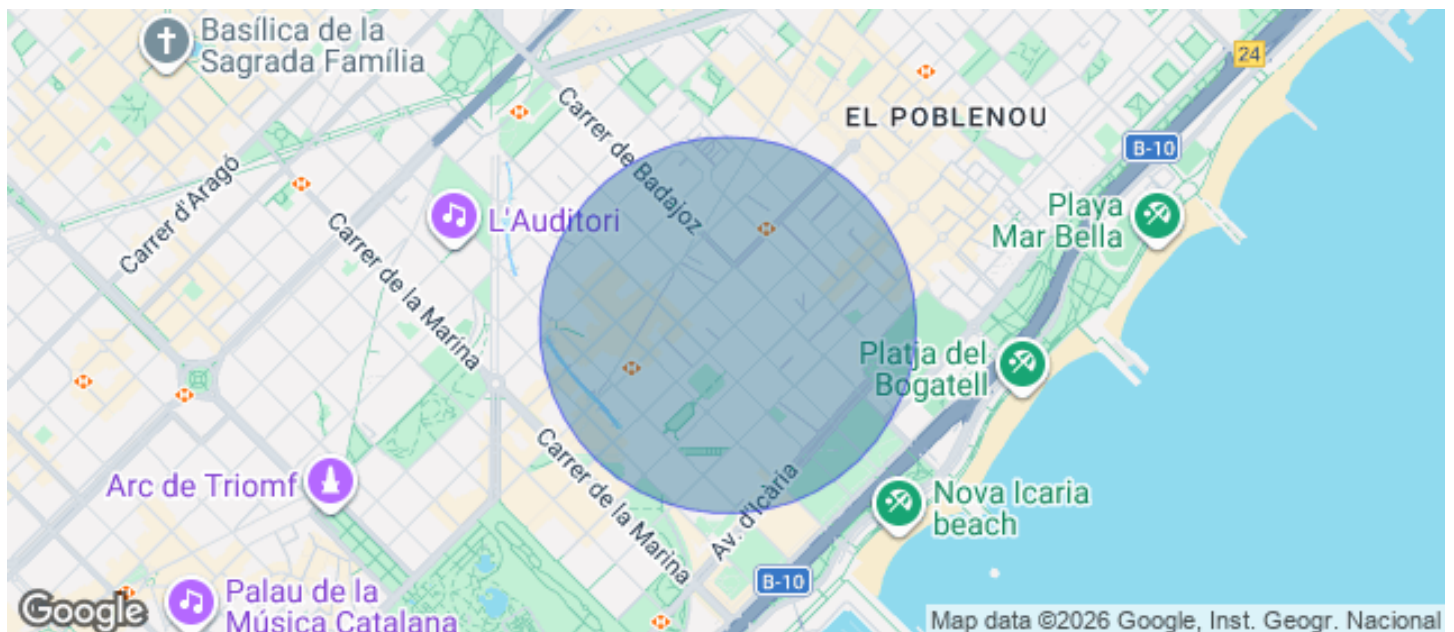 Basílica de la
Sagrada Família
24
Carrer de Badajoz
EL POBLENOU
B-10
Carrer d'Aragó
L'Auditori
Playa
Mar Bella
Carrer de la Marina
Platja del
Bogatell
Arc de Triomf
Carrer de la Marina
Av. d'Icària
Nova Icaria
beach
B-10
Palau de la
Música Catalana
Google
Map data ©2026 Google, Inst. Geogr. Nacional